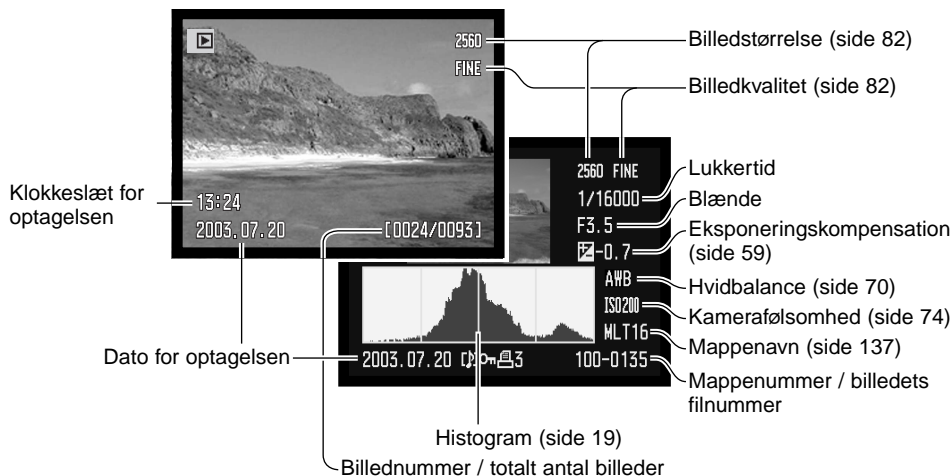 2560
FINE
13:24
2003.07.20
[0024/0093]
Billedstørrelse (side 82)
Billedkvalitet (side 82)
2560 FINE
1/16000
F3.5
-0.7
AWB
ISO200
MLT16
2003.07.20
3
100-0135
Lukkertid
Blænde
Eksponeringskompensation
(side 59)
Hvidbalance (side 70)
Kamerafølsomhed (side 74)
Mappenavn (side 137)
Mappenummer / billedets
filnummer
Klokkeslæt for
optagelsen
Dato for optagelsen
Histogram (side 19)
Billednummer / totalt antal billeder